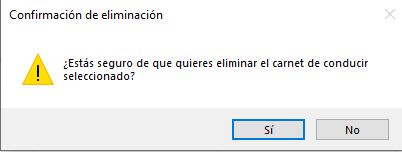 Confirmación de eliminación
¿Estás seguro de que quieres eliminar el carnet de conducir
seleccionado?
Sí
No